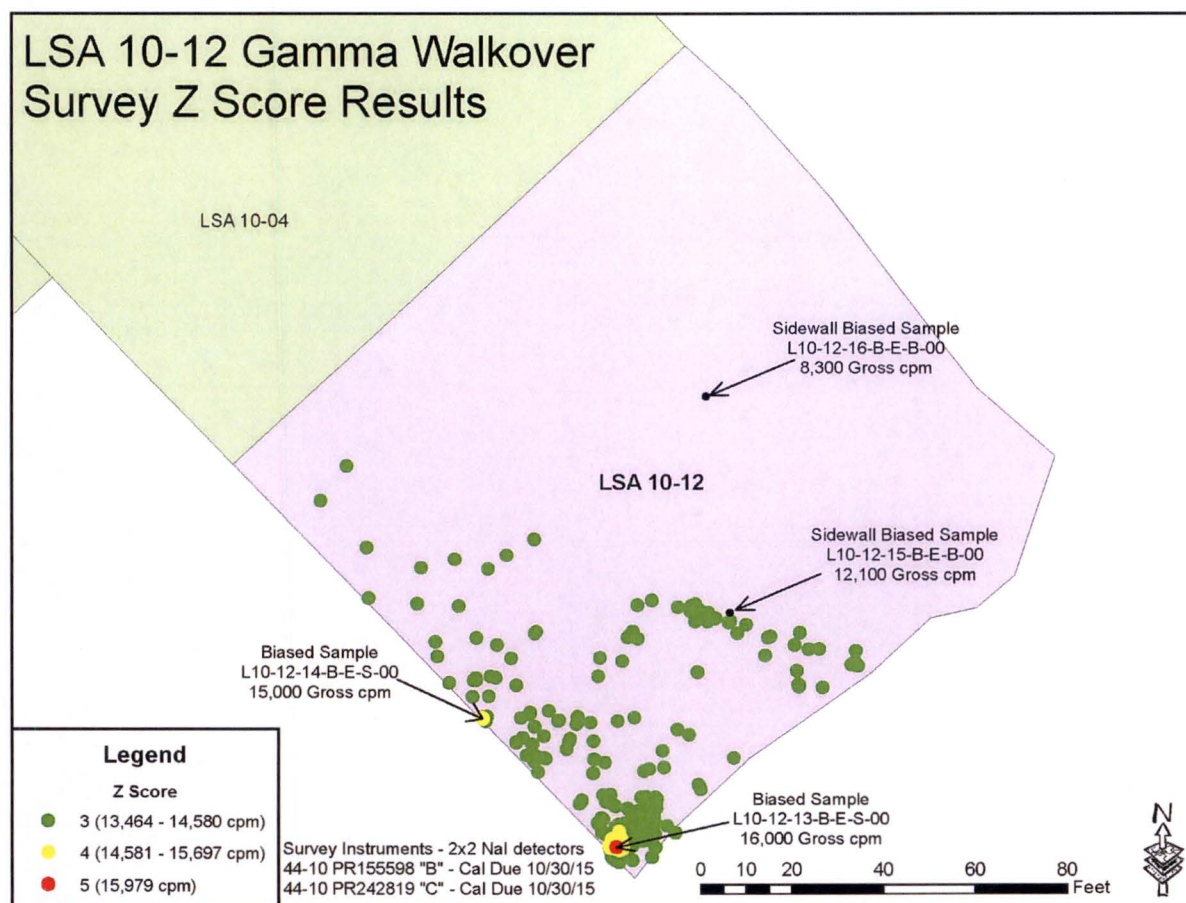 LSA 10-12 Gamma Walkover
Survey Z Score Results
LSA 10-04
Sidewall Biased Sample
L10-12-16-B-E-B-00
8,300 Gross cpm
LSA 10-12
Sidewall Biased Sample
L10-12-15-B-E-B-00
12,100 Gross cpm
Biased Sample
L10-12-14-B-E-S-00
15,000 Gross cpm
Biased Sample
L10-12-13-B-E-S-00
16,000 Gross cpm
Legend
Z Score
3 (13,464 - 14,580 cpm)
4 (14,581 - 15,697 cpm)
5 (15,979 cpm)
Survey Instruments - 2x2 NaI detectors
44-10 PR155598 "B" - Cal Due 10/30/15
44-10 PR242819 "C" - Cal Due 10/30/15
0 10 20 40 60 80
Feet
N